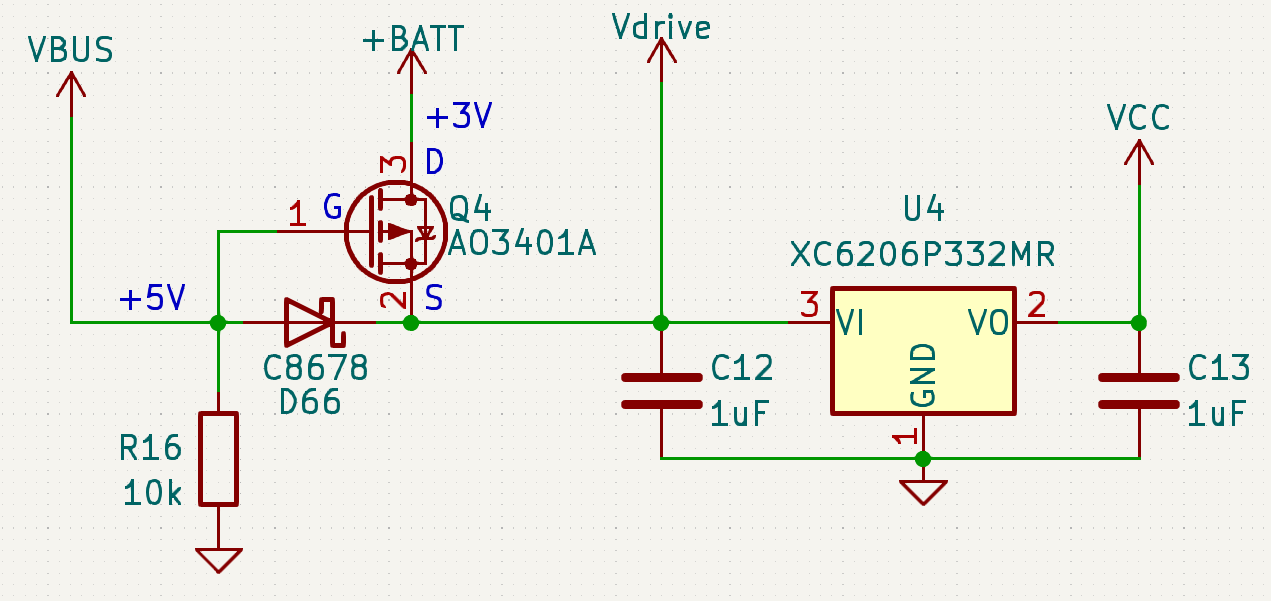 VBUS
+BATT
Vdrive
+3V
VCC
3
D
1
G
Q4
AO3401A
U4
XC6206P332MR
+5V
2
S
3
VI
VO
2
C8678
D66
C12
1uF
GND
C13
1uF
1
R16
10k